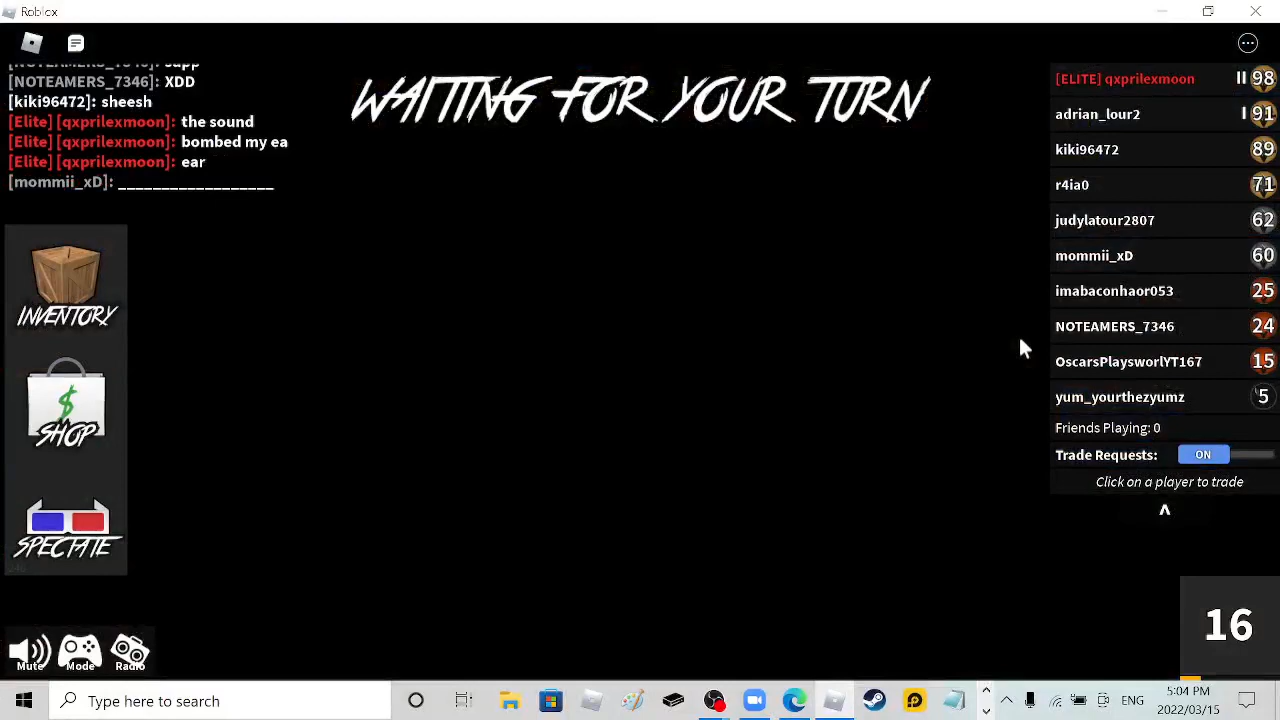 Roblox
[NOTEAMERS_7346]: sapp
[NOTEAMERS_7346]: XDD
[kiki96472]: sheesh
[Elite] [qxprilexmoon]: the sound
[Elite] [qxprilexmoon]: bombed my ea
[Elite] [qxprilexmoon]: ear
[mommii_xD]: __________________
WAITING FOR YOUR TURN
[ELITE] qxprilexmoon II 98
adrian_lour2 I 91
kiki96472 89
r4ia0 71
judylatour2807 62
mommii_xD 60
imabaconhaor053 25
NOTEAMERS_7346 24
OscarsPlaysworlYT167 15
yum_yourthezyumz 5
Friends Playing: 0
Trade Requests: ON
Click on a player to trade
INVENTORY
$
SHOP
SPECTATE
16
Mute Mode Radio
Type here to search
ENG
5:04 PM
2022/03/15